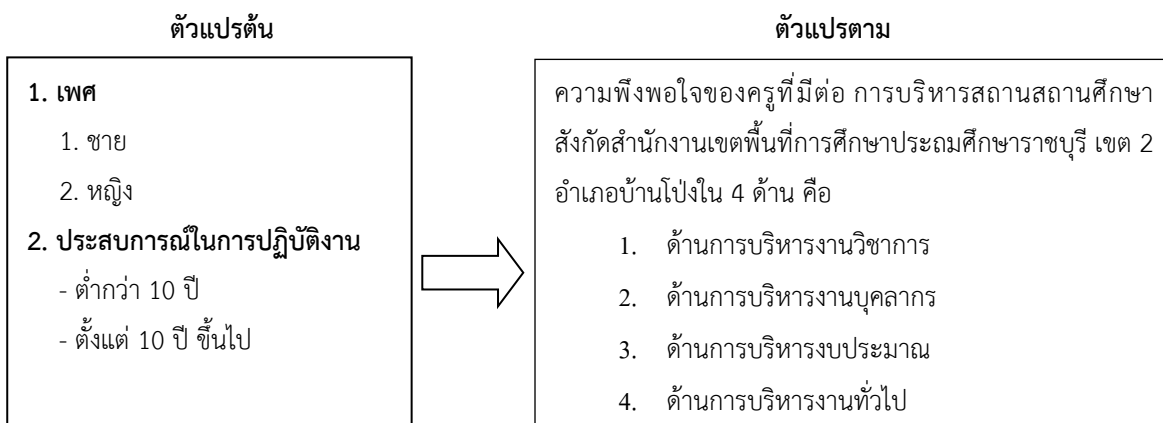 ตัวแปรต้น
1. เพศ
1. ชาย
2. หญิง
2. ประสบการณ์ในการปฏิบัติงาน
- ต่ำกว่า 10 ปี
- ตั้งแต่ 10 ปี ขึ้นไป
ตัวแปรตาม
ความพึงพอใจของครูที่มีต่อ การบริหารสถานสถานศึกษา
สังกัดสำนักงานเขตพื้นที่การศึกษาประถมศึกษาราชบุรี เขต 2
อำเภอบ้านโป่งใน 4 ด้าน คือ
1. ด้านการบริหารงานวิชาการ
2. ด้านการบริหารงานบุคลากร
3. ด้านการบริหารงบประมาณ
4. ด้านการบริหารงานทั่วไป